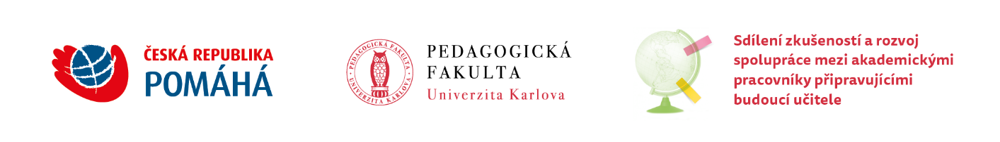 ČESKÁ REPUBLIKA
POMÁHÁ
PEDAGOGICKÁ FAKULTA
UNIVERZITA KARLOVA
PEDAGOGICKÁ
FAKULTA
Univerzita Karlova
Sdílení zkušeností a rozvoj
spolupráce mezi akademickými
pracovníky připravujícími
budoucí učitele